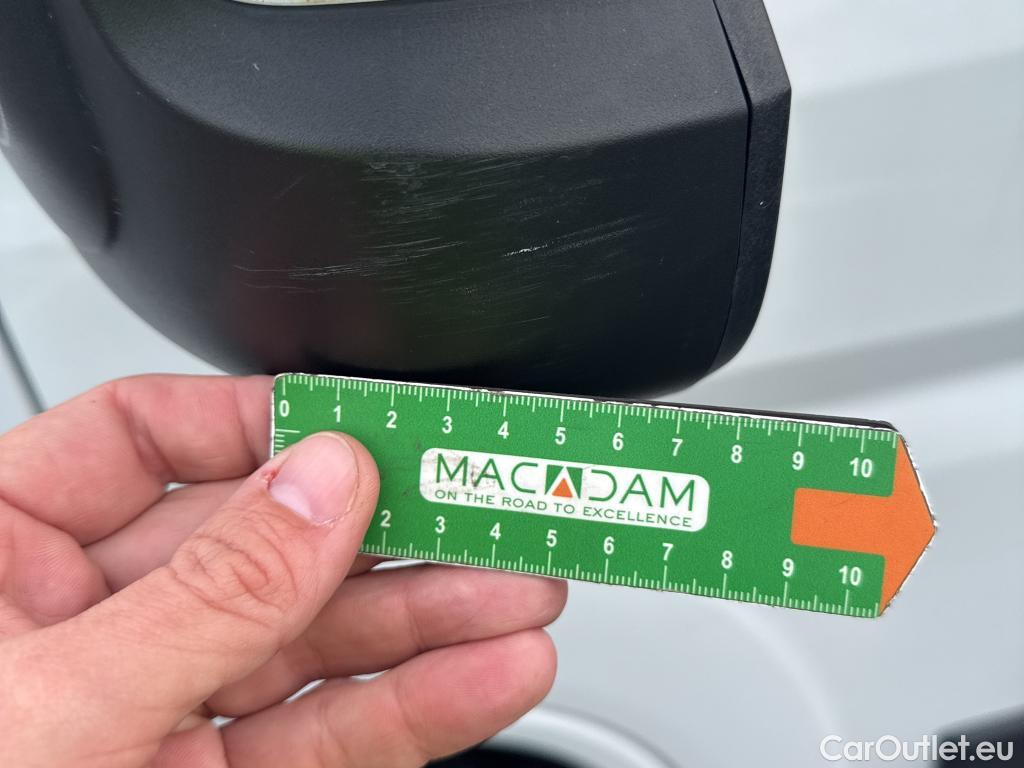 0 1 2 3 4 5 6 7 8 9 10
MACADAM
ON THE ROAD TO EXCELLENCE
2 3 4 5 6 7 8 9 10
CarOutlet.eu